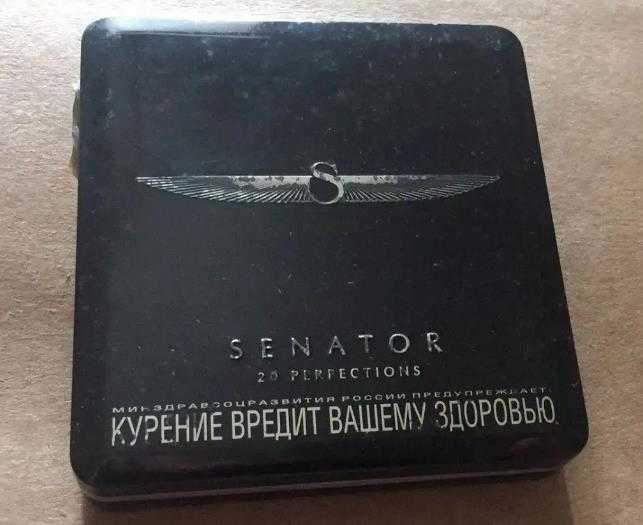 S
SENATOR
20 PERFECTIONS
МИНЗДРАВСОЦРАЗВИТИЯ РОССИИ ПРЕДУПРЕЖДАЕТ:
КУРЕНИЕ ВРЕДИТ ВАШЕМУ ЗДОРОВЬЮ